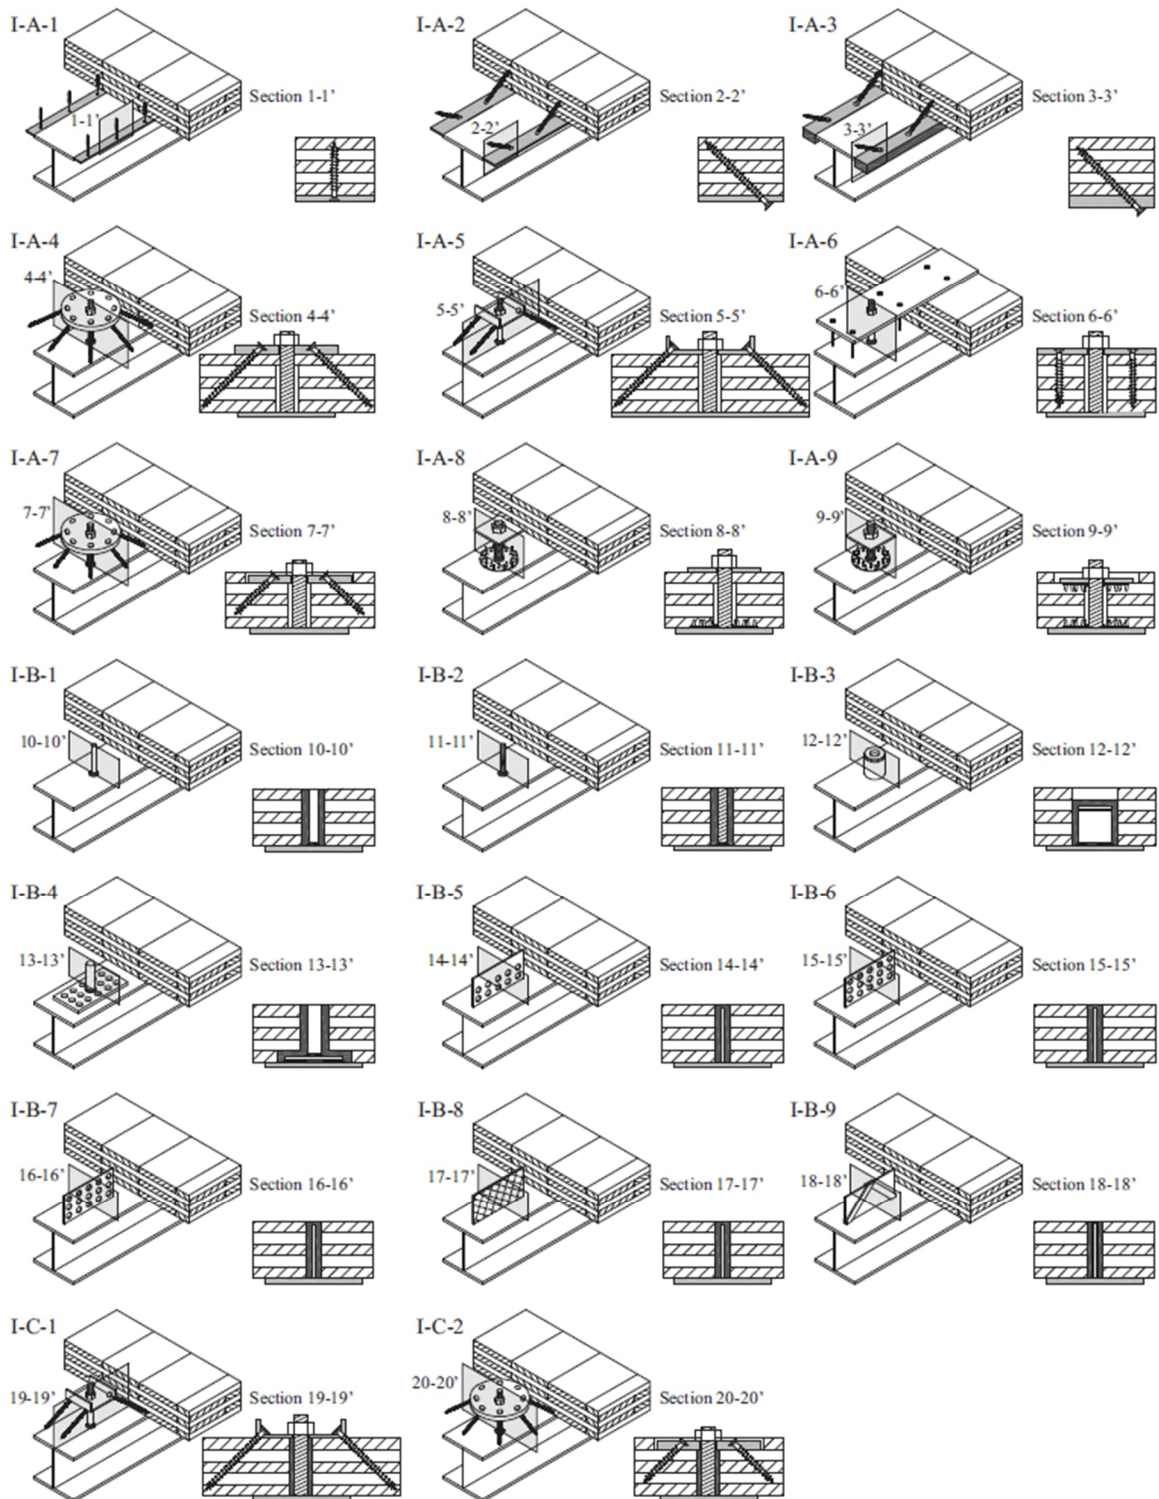 I-A-1
I-A-2
I-A-3
Section 1-1’
Section 2-2’
Section 3-3’
1-1’
2-2’
3-3’
I-A-4
I-A-5
I-A-6
4-4’
5-5’
6-6’
Section 4-4’
Section 5-5’
Section 6-6’
I-A-7
I-A-8
I-A-9
7-7’
8-8’
9-9’
Section 7-7’
Section 8-8’
Section 9-9’
I-B-1
I-B-2
I-B-3
10-10’
11-11’
12-12’
Section 10-10’
Section 11-11’
Section 12-12’
I-B-4
I-B-5
I-B-6
13-13’
14-14’
15-15’
Section 13-13’
Section 14-14’
Section 15-15’
I-B-7
I-B-8
I-B-9
16-16’
17-17’
18-18’
Section 16-16’
Section 17-17’
Section 18-18’
I-C-1
I-C-2
19-19’
20-20’
Section 19-19’
Section 20-20’